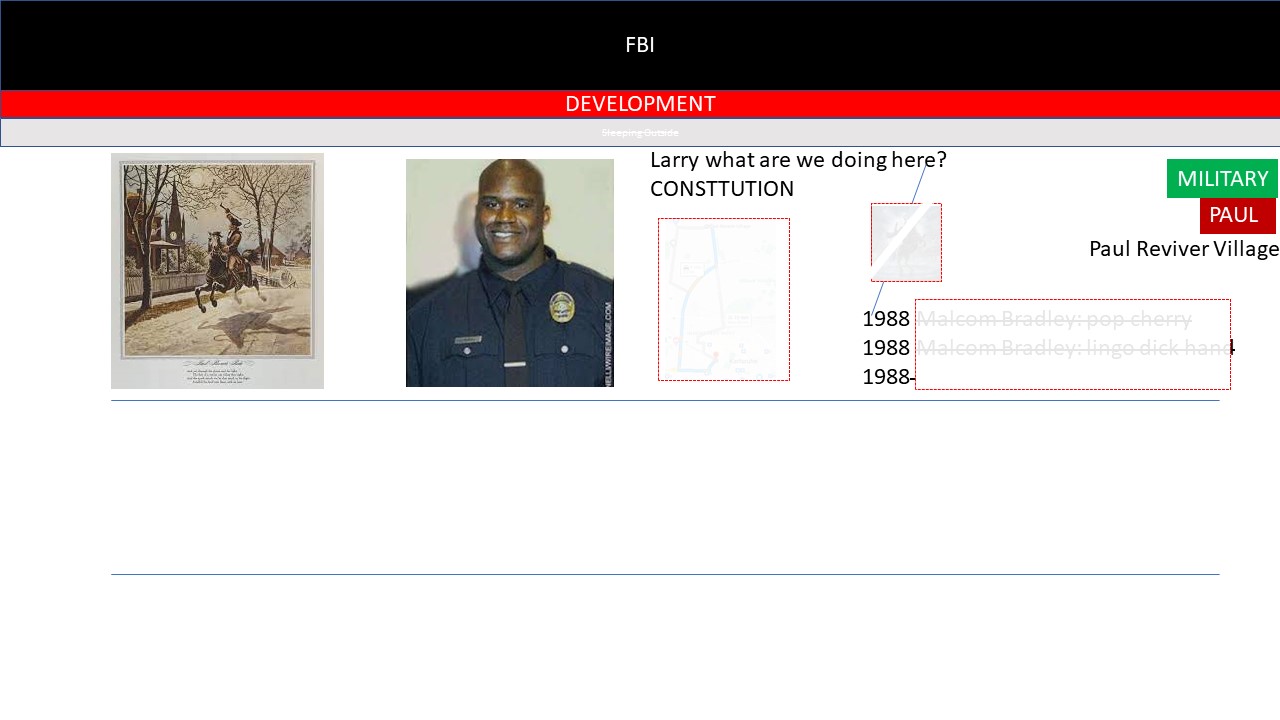 FBI
DEVELOPMENT
Sleeping Outside
Larry what are we doing here?
CONSTTUTION
MILITARY
PAUL
Paul Reviver Village
1988 Malcom Bradley: pop cherry
1988 Malcom Bradley: lingo dick hand
1988-